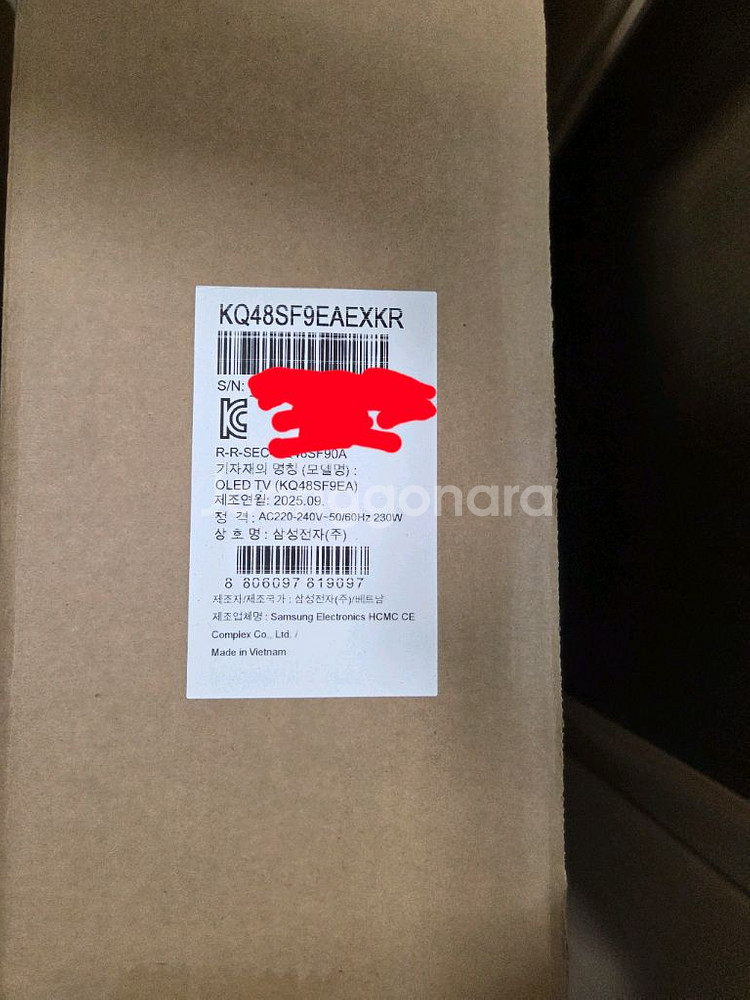 KQ48SF9EAEXKR
S/N:
R-R-SEC 48SF90A
기자재의 명칭 (모델명) :
OLED TV (KQ48SF9EA)
제조연월: 2025.09.
정 격 : AC220-240V~50/60Hz 230W
상 호 명 : 삼성전자(주)
8 806097 819097
제조자/제조국가 : 삼성전자(주)/베트남
제조업체명 : Samsung Electronics HCMC CE
Complex Co., Ltd. /
Made in Vietnam